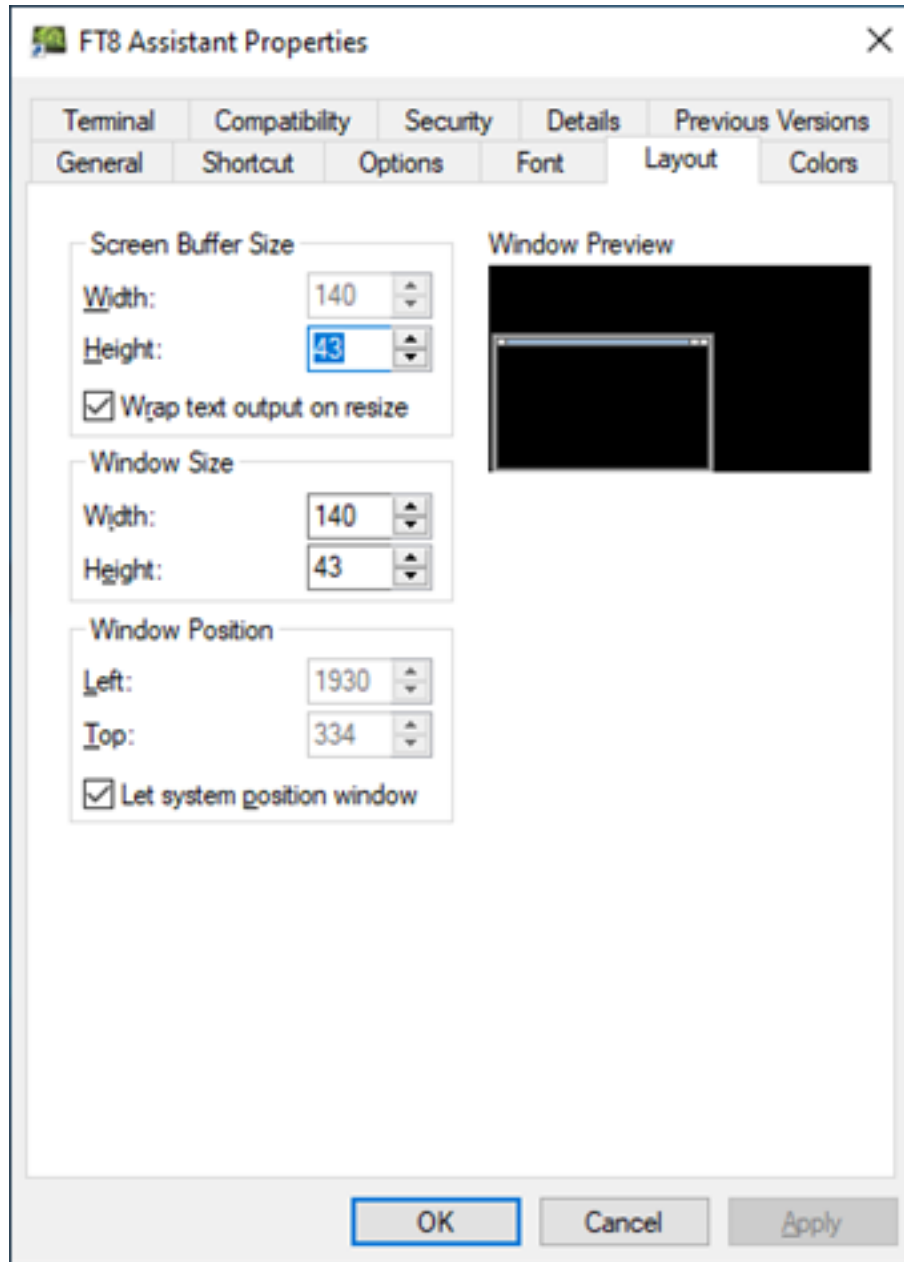 FT8 Assistant Properties
Terminal Compatibility Security Details Previous Versions
General Shortcut Options Font Layout Colors
Screen Buffer Size
Width: 140
Height: 43
Wrap text output on resize
Window Size
Width: 140
Height: 43
Window Position
Left: 1930
Top: 334
Let system position window
Window Preview
OK Cancel Apply